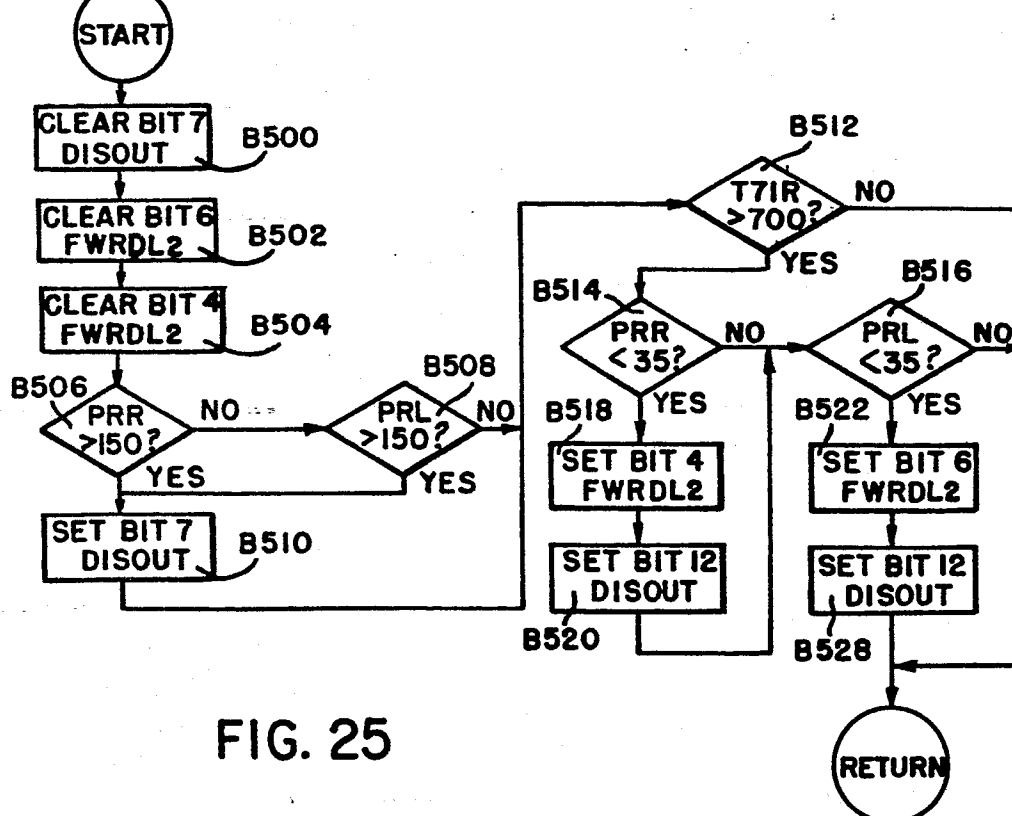 START
CLEAR BIT 7
DISOUT
B500
CLEAR BIT 6
FWRDL2
B502
CLEAR BIT 4
FWRDL2
B504
B506
PRR
>150?
NO
YES
B508
PRL
>150?
NO
YES
SET BIT 7
DISOUT
B510
B512
T71R
>700?
NO
YES
B514
PRR
<35?
NO
YES
B516
PRL
<35?
NO
YES
B518
SET BIT 4
FWRDL2
SET BIT 12
DISOUT
B520
B522
SET BIT 6
FWRDL2
SET BIT 12
DISOUT
B528
RETURN
FIG. 25